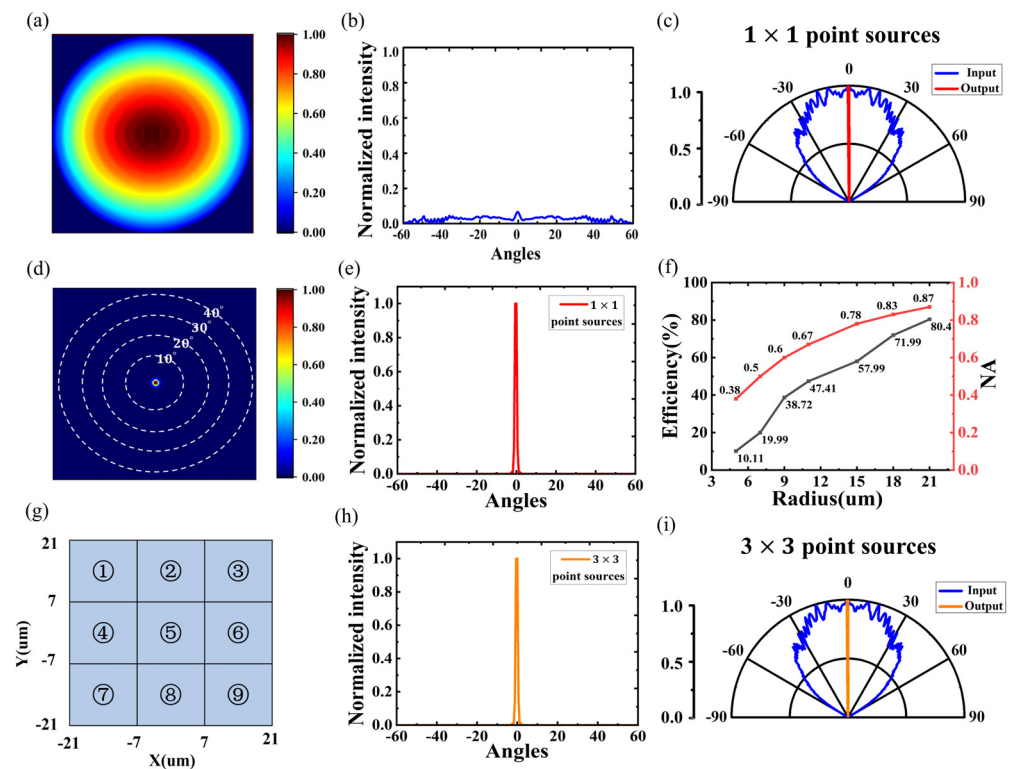 (a)
1.00
0.80
0.60
0.40
0.20
0.00
(b)
Normalized intensity
1.0
0.8
0.6
0.4
0.2
0.0
-60 -40 -20 0 20 40 60
Angles
(c)
1 × 1 point sources
Input
Output
1.0
0.5
0.0
-90
-60
-30
0
30
60
90
(d)
10°
20°
30°
40°
1.00
0.80
0.60
0.40
0.20
0.00
(e)
Normalized intensity
1.0
0.8
0.6
0.4
0.2
0.0
1 × 1
point sources
-60 -40 -20 0 20 40 60
Angles
(f)
Efficiency(%)
100
80
60
40
20
0
0.38
0.5
0.6
0.67
0.78
0.83
0.87
10.11
19.99
38.72
47.41
57.99
71.99
80.4
1.0
0.8
0.6
0.4
0.2
0.0
NA
3 6 9 12 15 18 21
Radius(um)
(g)
Y(um)
21
7
-7
-21
① ② ③
④ ⑤ ⑥
⑦ ⑧ ⑨
-21 -7 7 21
X(um)
(h)
Normalized intensity
1.0
0.8
0.6
0.4
0.2
0.0
3 × 3
point sources
-60 -40 -20 0 20 40 60
Angles
(i)
3 × 3 point sources
Input
Output
1.0
0.5
0.0
-90
-60
-30
0
30
60
90